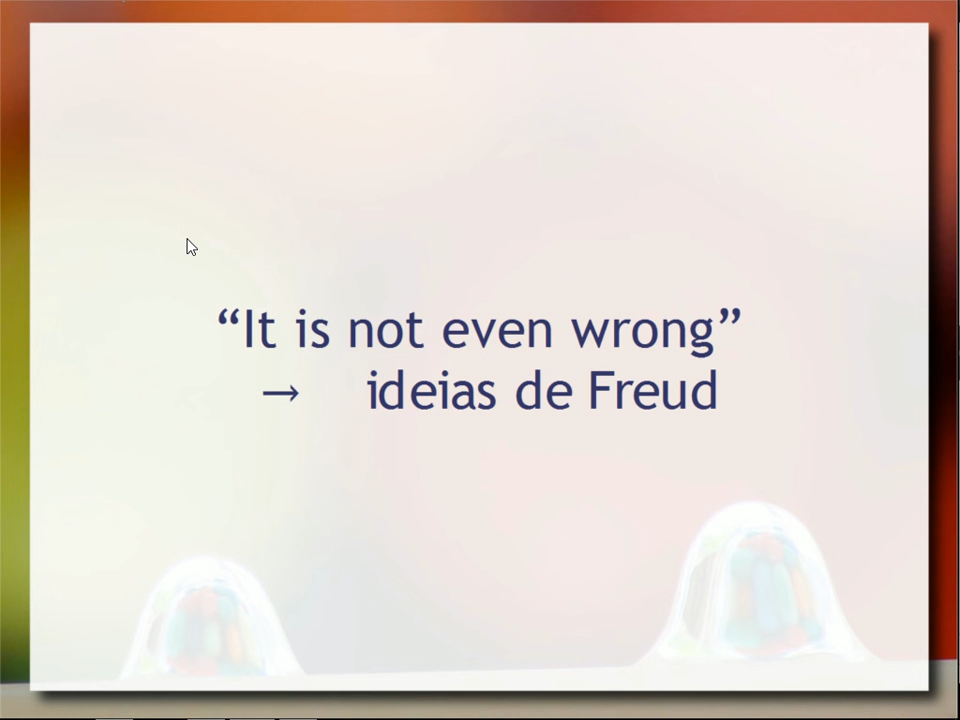 “It is not even wrong”
→ ideias de Freud